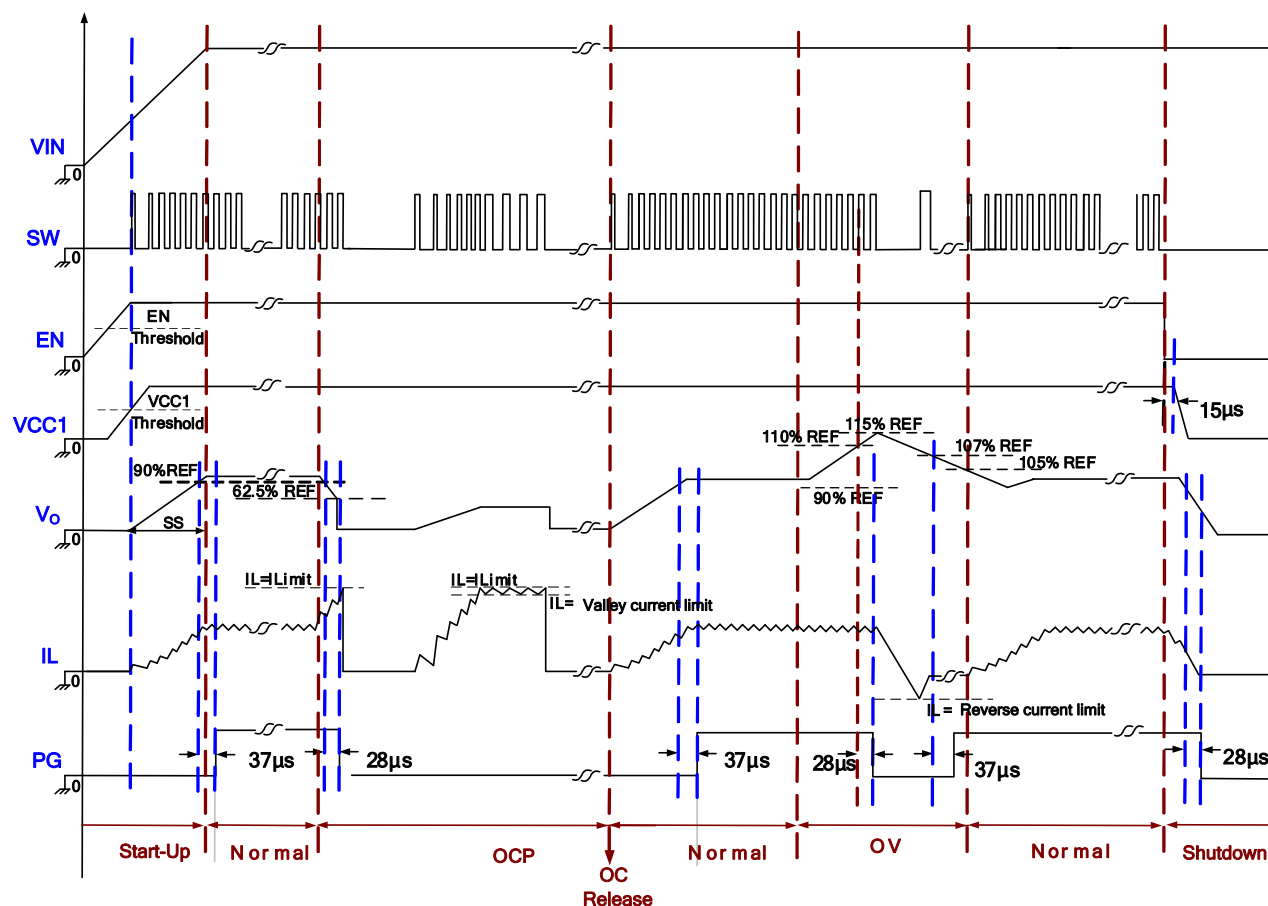 VIN
0
SW
0
EN
Threshold
EN
0
VCC1
Threshold
VCC1
0
15µs
115% REF
110% REF
107% REF
105% REF
90%REF
62.5% REF
90% REF
Vo
SS
0
IL=ILimit
IL=ILimit
IL= Valley current limit
IL
0
IL = Reverse current limit
PG
37µs
28µs
37µs
28µs
37µs
28µs
0
Start-Up
Normal
OCP
Normal
OV
Normal
Shutdown
OC
Release